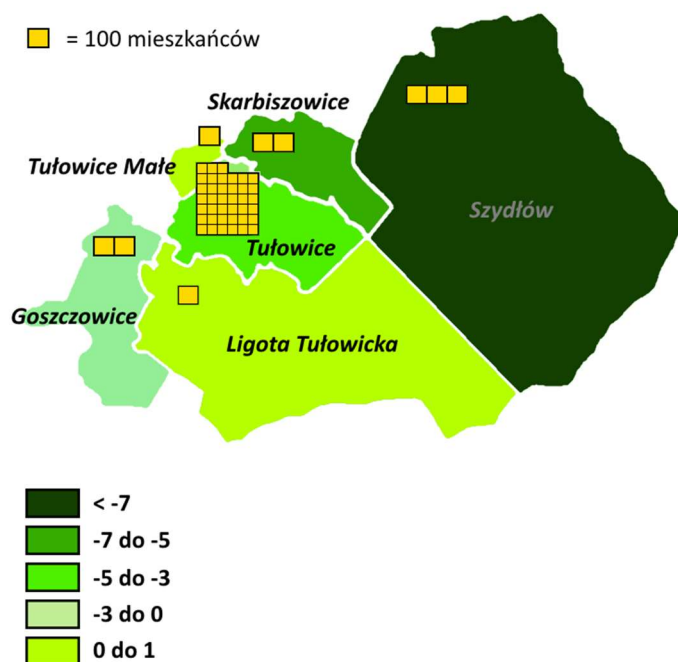 = 100 mieszkańców
Skarbiszowice
Tułowice Małe
Szydłów
Tułowice
Goszczowice
Ligota Tułowicka
< -7
-7 do -5
-5 do -3
-3 do 0
0 do 1